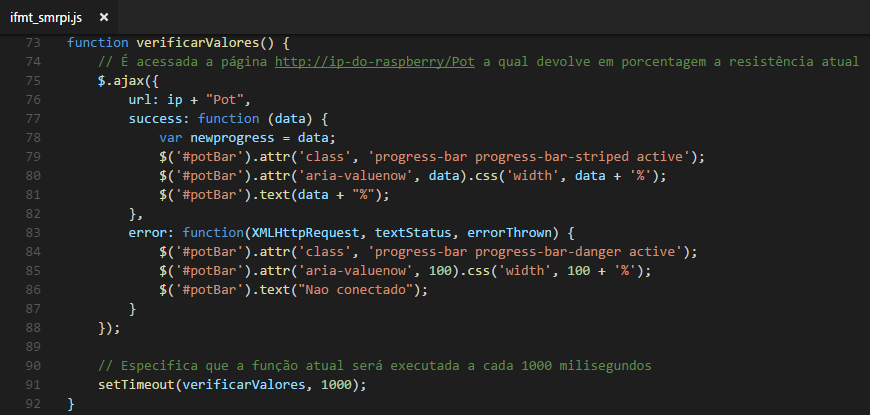 ifmt_smrpi.js ×
73 function verificarValores() {
74 // É acessada a página http://ip-do-raspberry/Pot a qual devolve em porcentagem a resistência atual
75 $.ajax({
76 url: ip + "Pot",
77 success: function (data) {
78 var newprogress = data;
79 $('#potBar').attr('class', 'progress-bar progress-bar-striped active');
80 $('#potBar').attr('aria-valuenow', data).css('width', data + '%');
81 $('#potBar').text(data + "%");
82 },
83 error: function(XMLHttpRequest, textStatus, errorThrown) {
84 $('#potBar').attr('class', 'progress-bar progress-bar-danger active');
85 $('#potBar').attr('aria-valuenow', 100).css('width', 100 + '%');
86 $('#potBar').text("Nao conectado");
87 }
88 });
89
90 // Especifica que a função atual será executada a cada 1000 milisegundos
91 setTimeout(verificarValores, 1000);
92 }